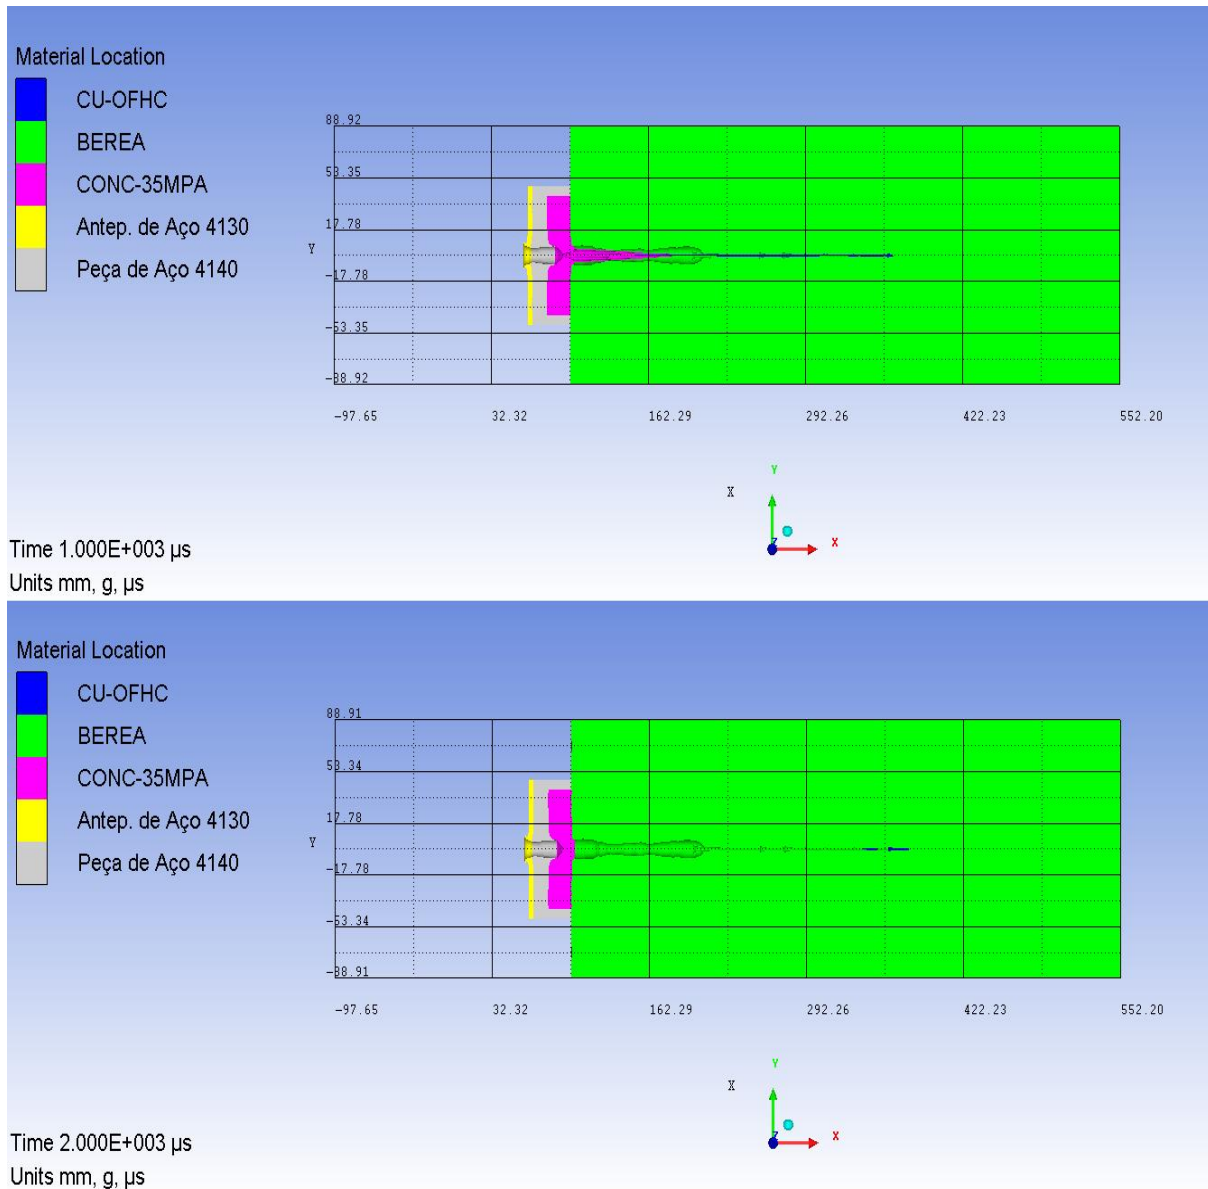 Material Location
CU-OFHC
BEREA
CONC-35MPA
Antep. de Aço 4130
Peça de Aço 4140
88.92
53.35
17.78
Y
-17.78
-53.35
-88.92
-97.65 32.32 162.29 292.26 422.23 552.20
Y
X
Z X
Time 1.000E+003 µs
Units mm, g, µs
Material Location
CU-OFHC
BEREA
CONC-35MPA
Antep. de Aço 4130
Peça de Aço 4140
88.91
53.34
17.78
Y
-17.78
-53.34
-88.91
-97.65 32.32 162.29 292.26 422.23 552.20
Y
X
Z X
Time 2.000E+003 µs
Units mm, g, µs